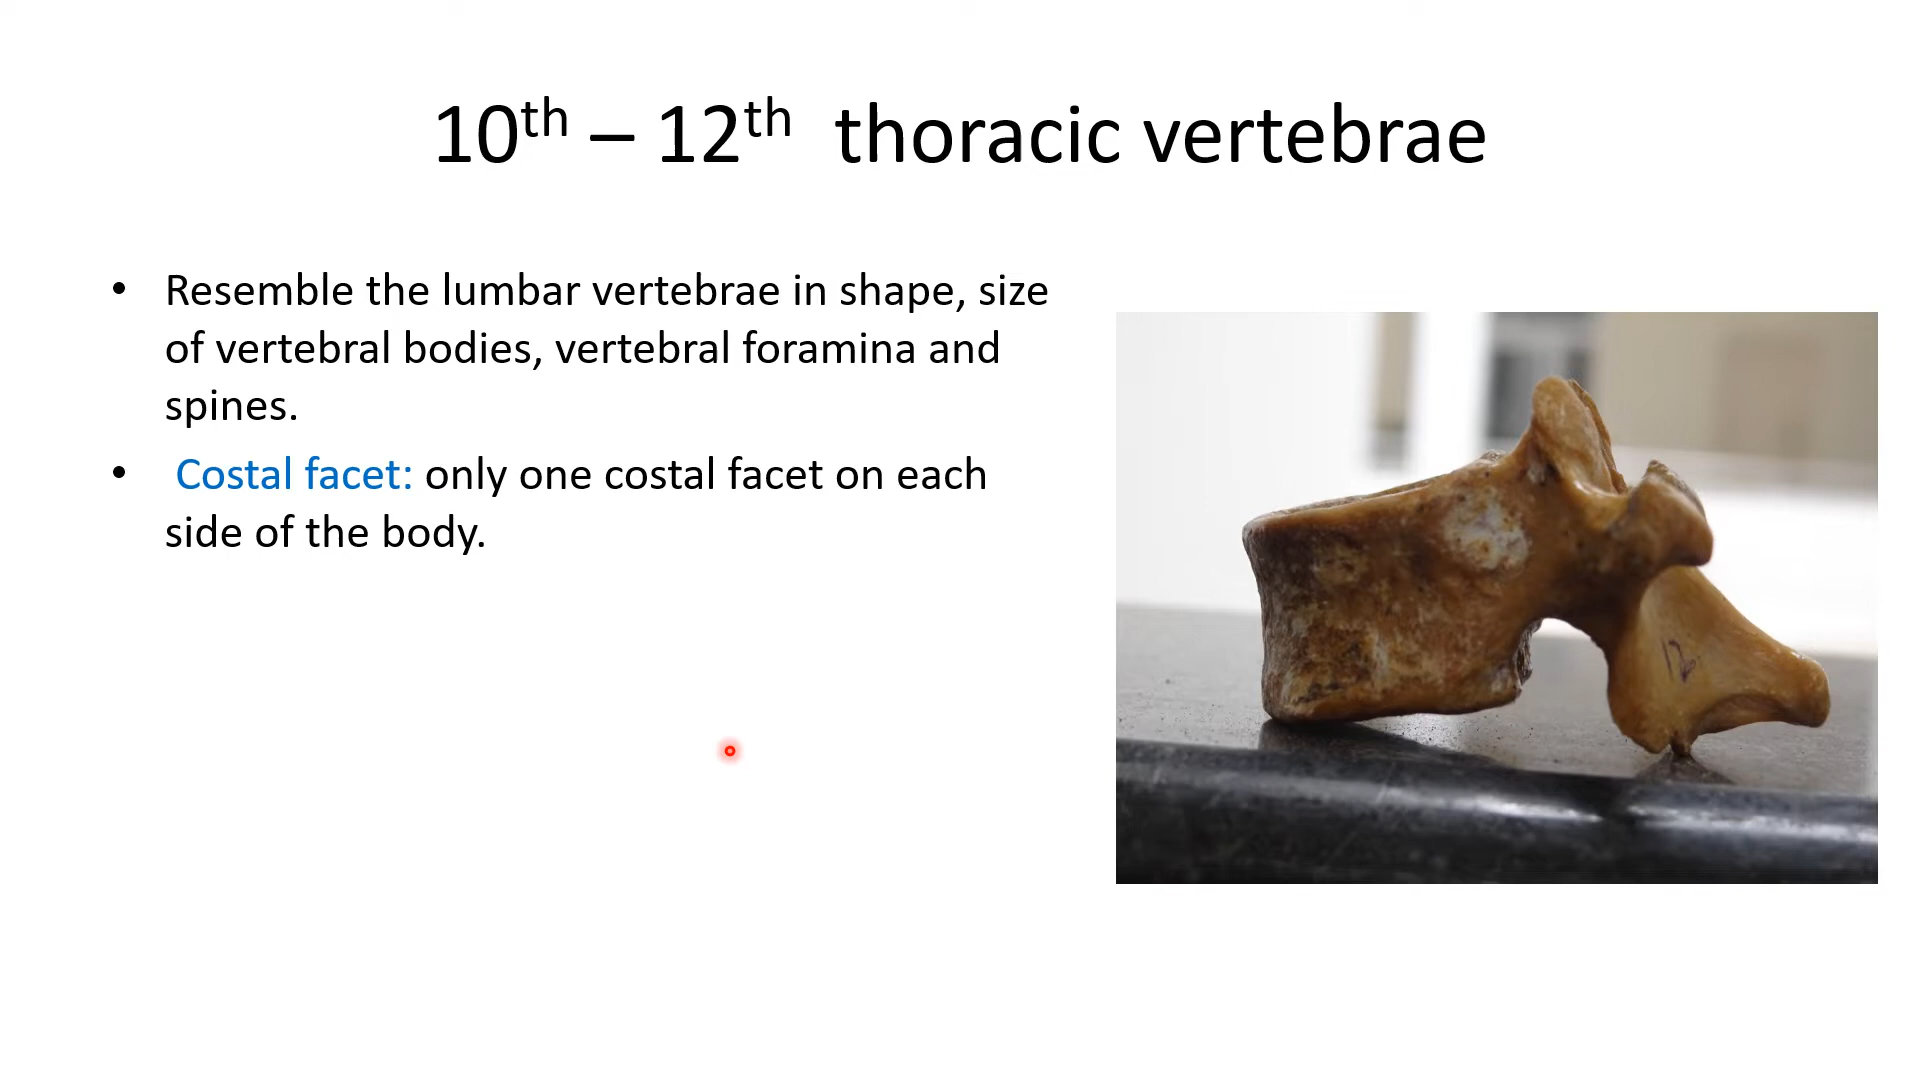 10th – 12th thoracic vertebrae
• Resemble the lumbar vertebrae in shape, size
of vertebral bodies, vertebral foramina and
spines.
• Costal facet: only one costal facet on each
side of the body.
12